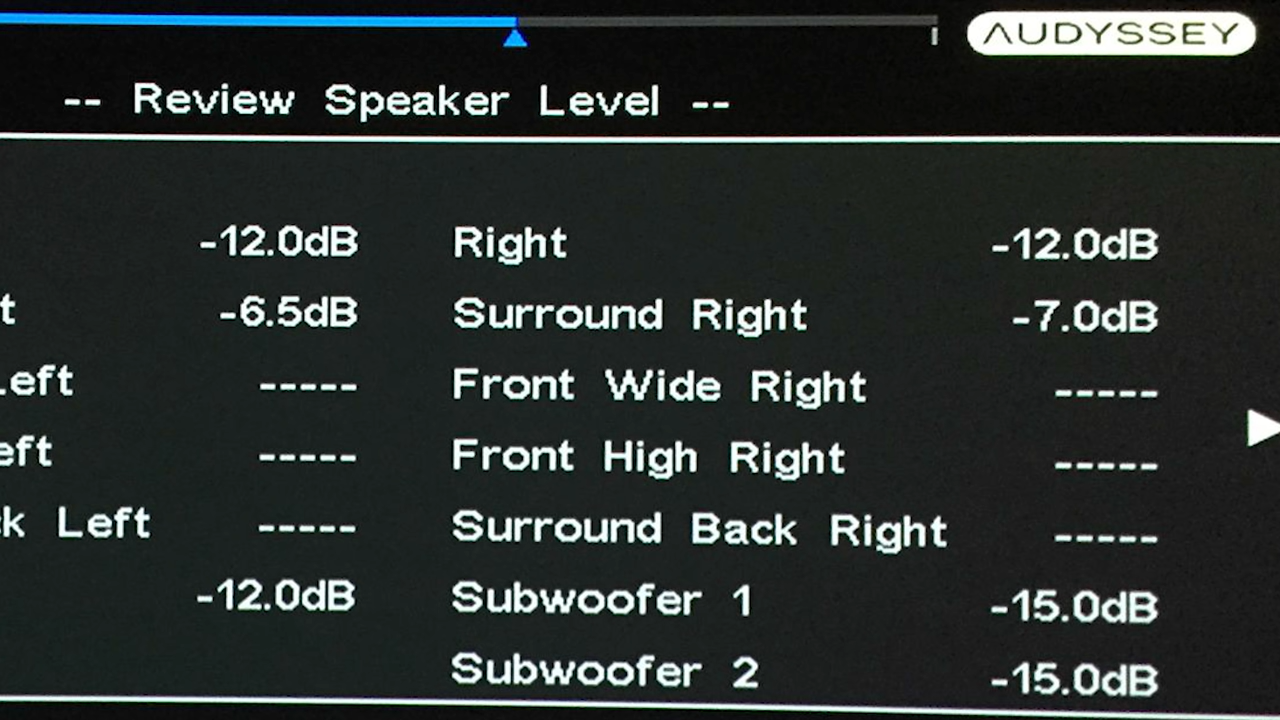 AUDYSSEY
-- Review Speaker Level --
-12.0dB Right -12.0dB
t -6.5dB Surround Right -7.0dB
Left ----- Front Wide Right -----
eft ----- Front High Right -----
k Left ----- Surround Back Right -----
-12.0dB Subwoofer 1 -15.0dB
Subwoofer 2 -15.0dB